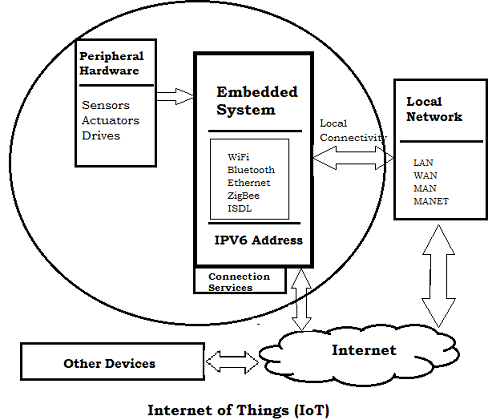 Peripheral
Hardware
Sensors
Actuators
Drives
Embedded
System
WiFi
Bluetooth
Ethernet
ZigBee
ISDL
IPV6 Address
Connection
Services
Local
Connectivity
Local
Network
LAN
WAN
MAN
MANET
Internet
Other Devices
Internet of Things (IoT)